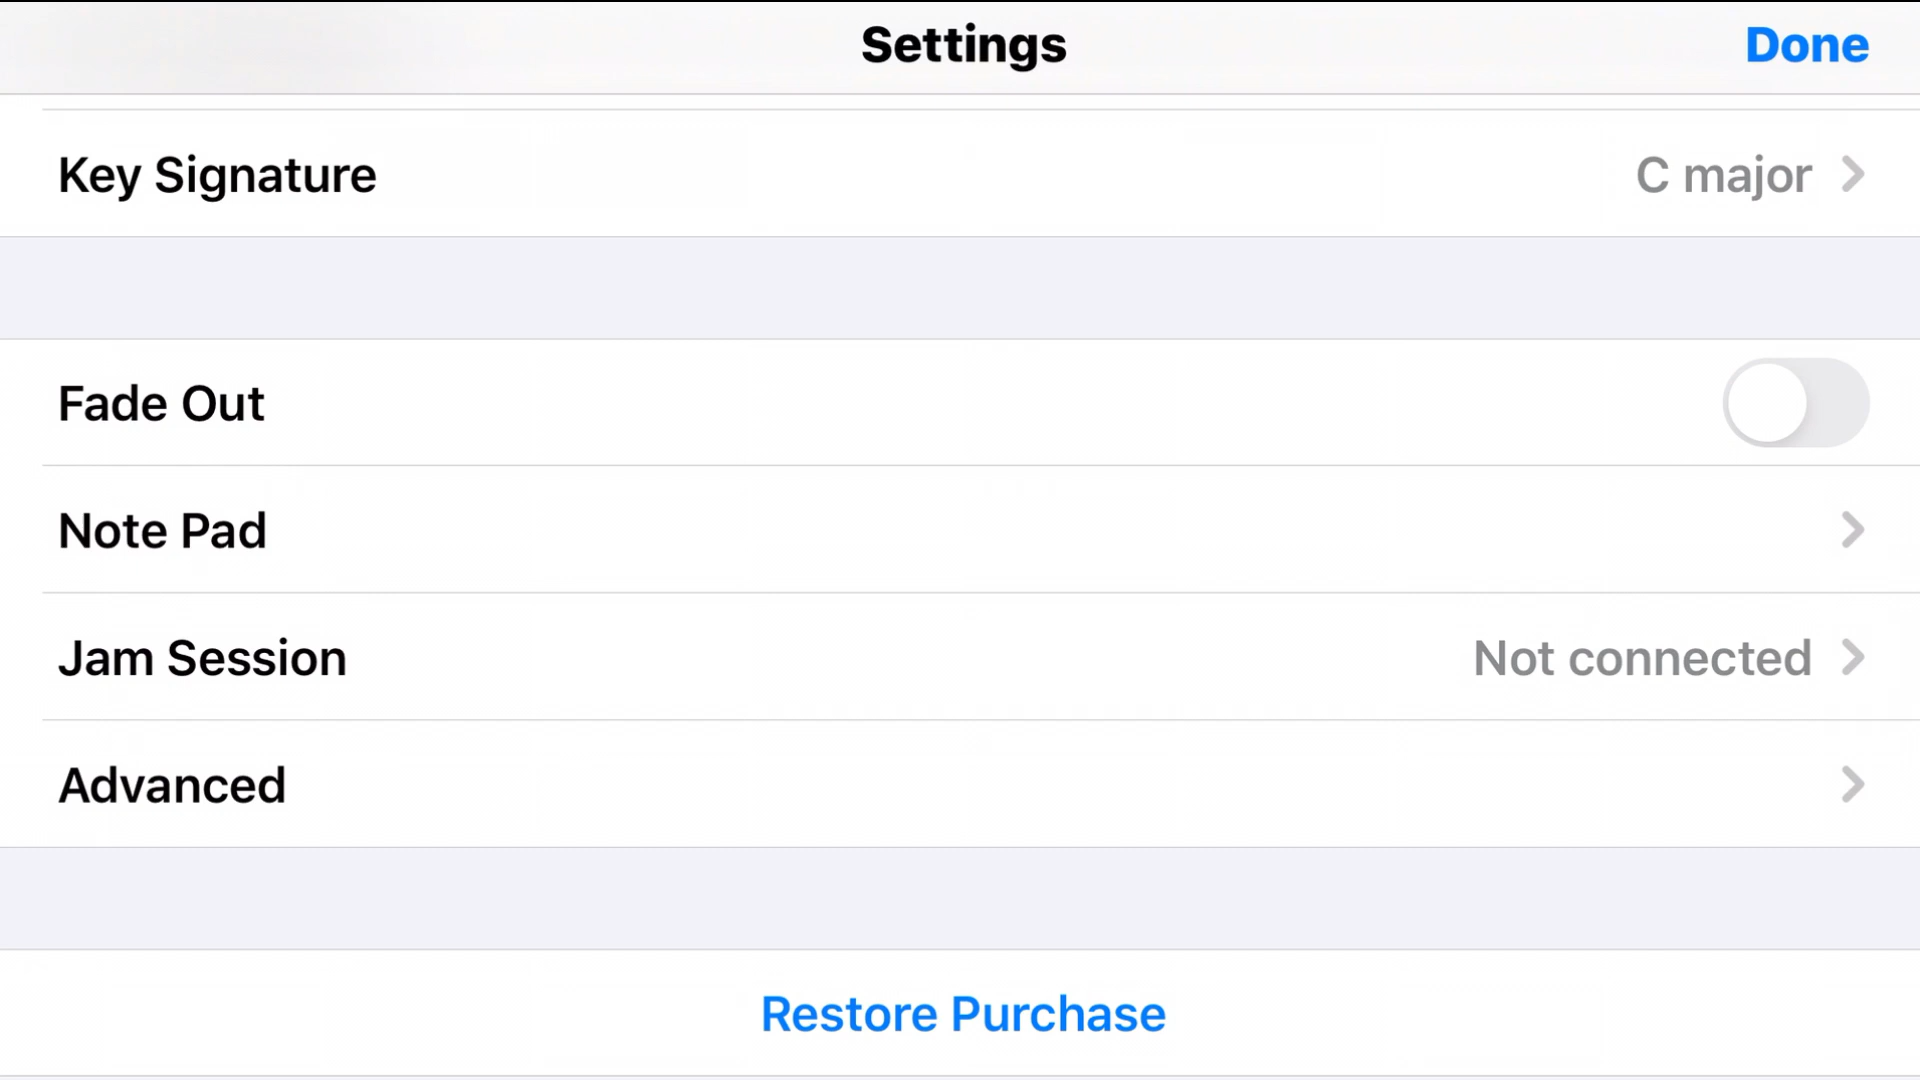 Settings
Done
Key Signature
C major
Fade Out
Note Pad
Jam Session
Not connected
Advanced
Restore Purchase